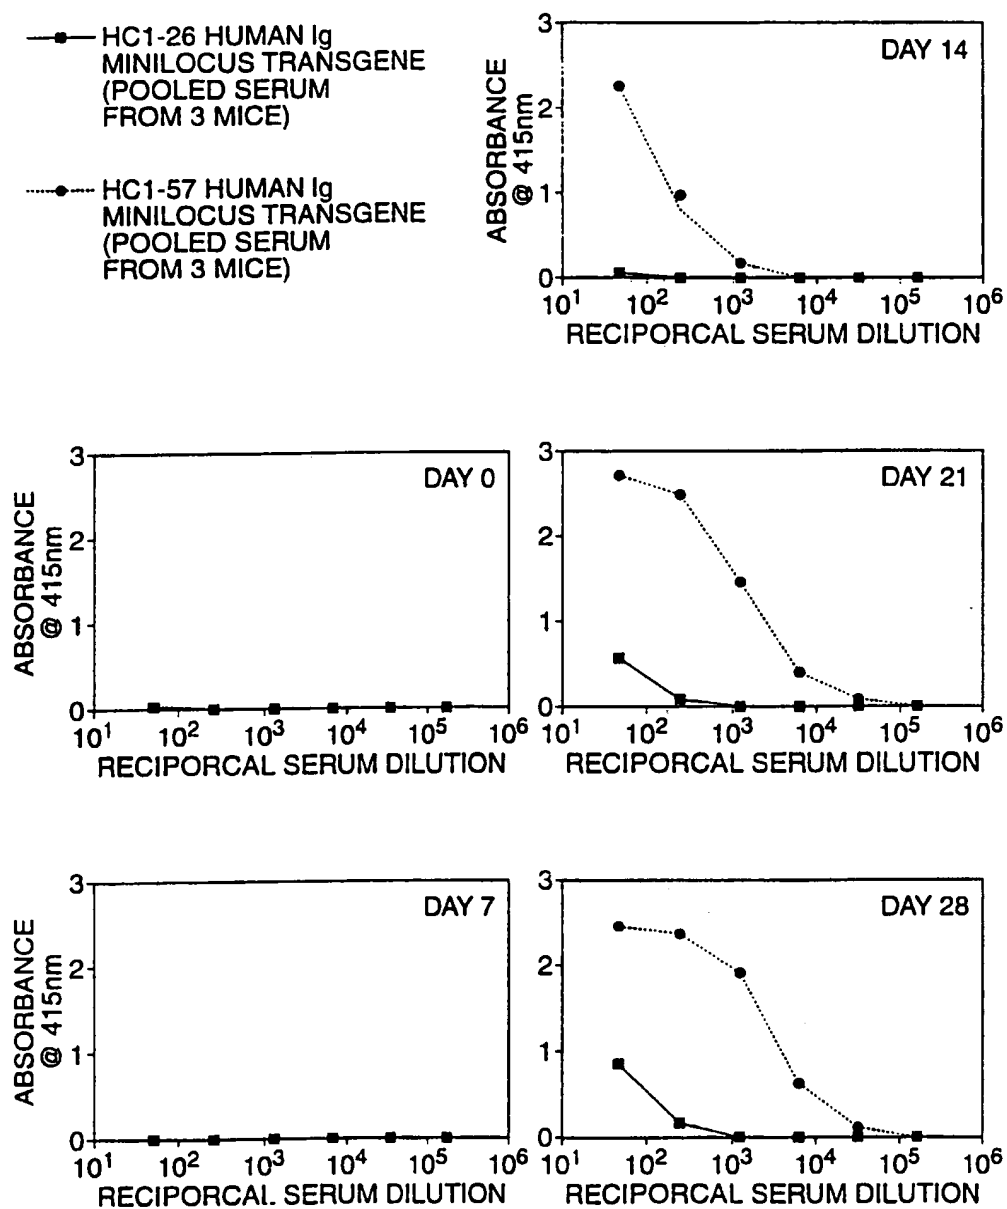 HC1-26 HUMAN Ig
MINILOCUS TRANSGENE
(POOLED SERUM
FROM 3 MICE)
HC1-57 HUMAN Ig
MINILOCUS TRANSGENE
(POOLED SERUM
FROM 3 MICE)
DAY 14
ABSORBANCE
@ 415nm
3
2
1
0
10¹ 10² 10³ 10⁴ 10⁵ 10⁶
RECIPORCAL SERUM DILUTION
DAY 0
ABSORBANCE
@ 415nm
3
2
1
0
10¹ 10² 10³ 10⁴ 10⁵ 10⁶
RECIPORCAL SERUM DILUTION
DAY 21
3
2
1
0
10¹ 10² 10³ 10⁴ 10⁵ 10⁶
RECIPORCAL SERUM DILUTION
DAY 7
ABSORBANCE
@ 415nm
3
2
1
0
10¹ 10² 10³ 10⁴ 10⁵ 10⁶
RECIPORCAL SERUM DILUTION
DAY 28
3
2
1
0
10¹ 10² 10³ 10⁴ 10⁵ 10⁶
RECIPORCAL SERUM DILUTION